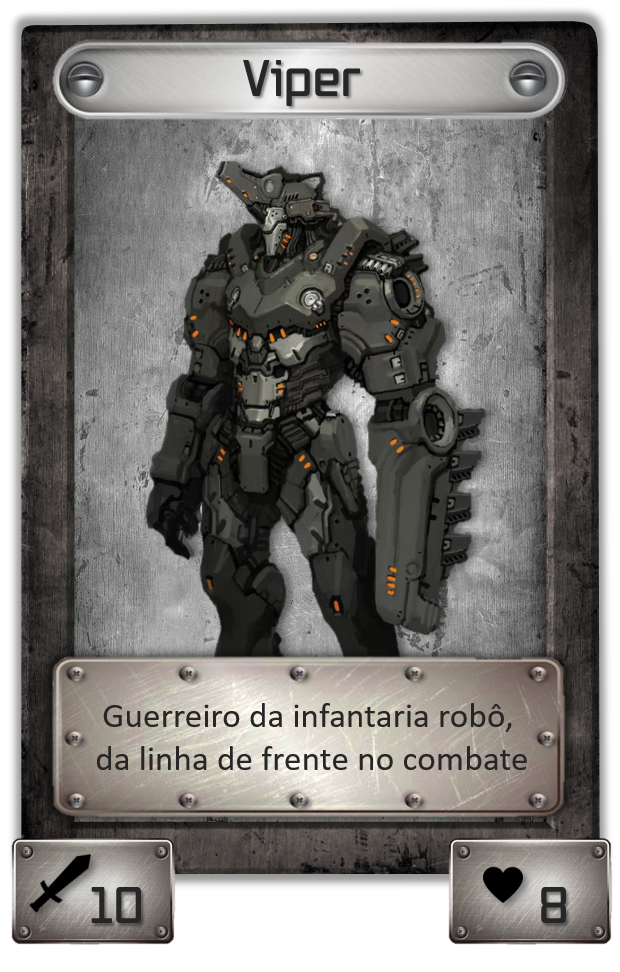 Viper
Guerreiro da infantaria robô,
da linha de frente no combate
10
8